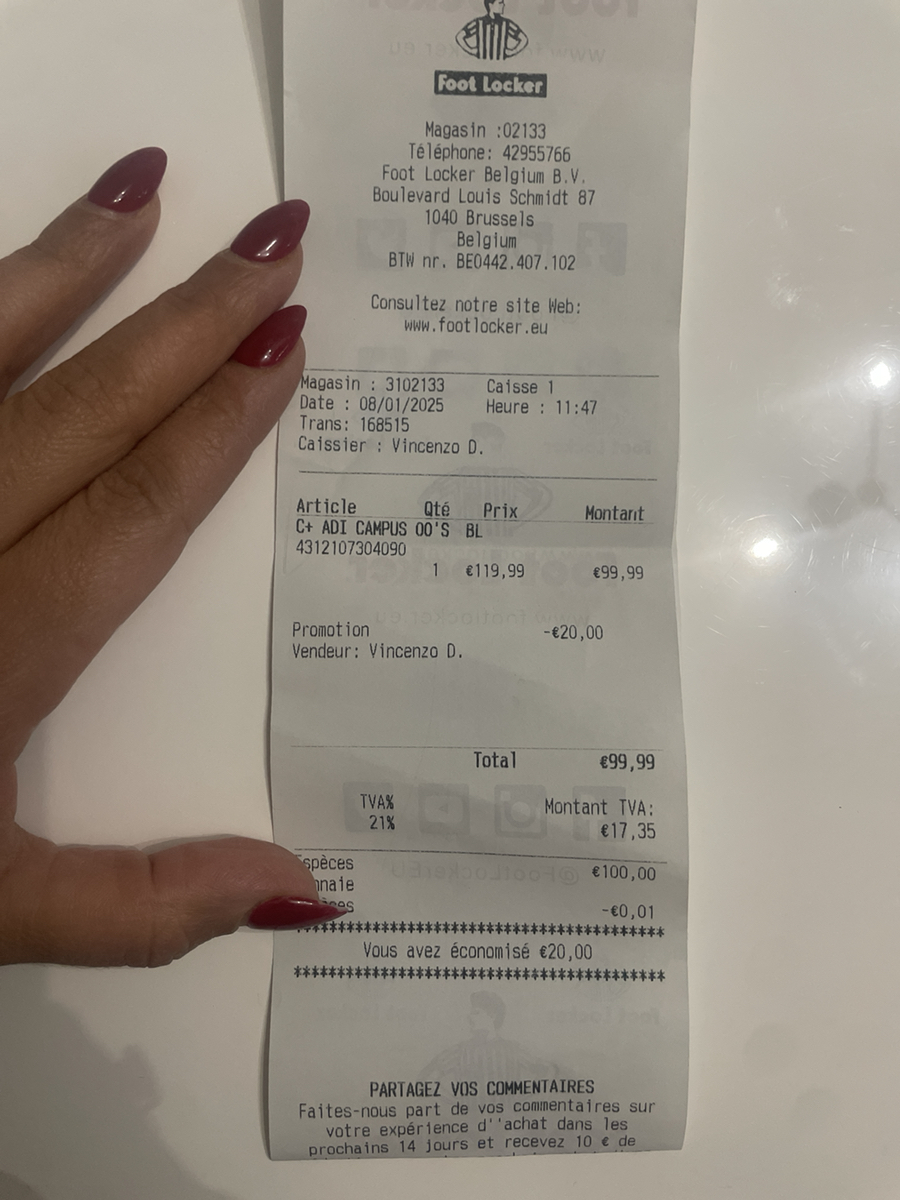 Foot Locker
Magasin :02133
Téléphone: 42955766
Foot Locker Belgium B.V.
Boulevard Louis Schmidt 87
1040 Brussels
Belgium
BTW nr. BE0442.407.102
Consultez notre site Web:
www.footlocker.eu
Magasin : 3102133 Caisse 1
Date : 08/01/2025 Heure : 11:47
Trans: 168515
Caissier : Vincenzo D.
Article Qté Prix Montant
C+ ADI CAMPUS 00'S BL
4312107304090
1 €119,99 €99,99
Promotion -€20,00
Vendeur: Vincenzo D.
Total €99,99
TVA% Montant TVA:
21% €17,35
€100,00
-€0,01
****************************************
Vous avez économisé €20,00
****************************************
PARTAGEZ VOS COMMENTAIRES
Faites-nous part de vos commentaires sur
votre expérience d''achat dans les
prochains 14 jours et recevez 10 € de